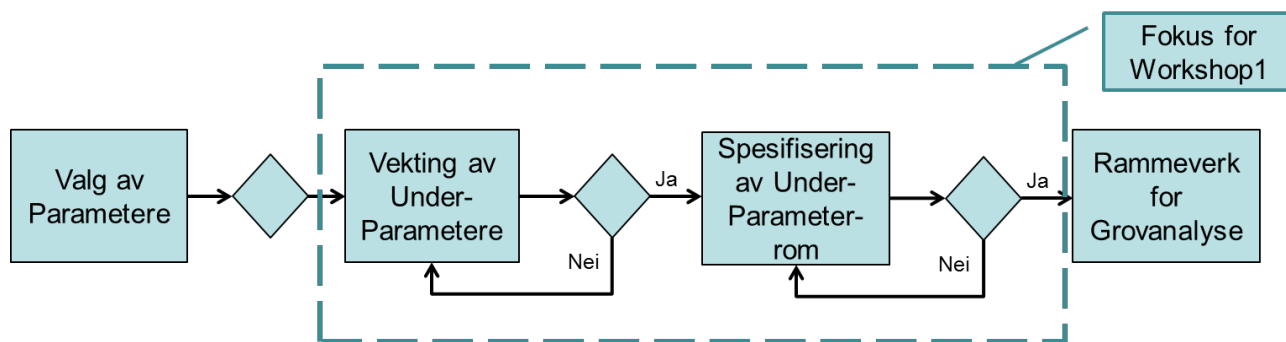 Fokus for
Workshop1
Valg av
Parametere
Vekting av
Under-
Parametere
Ja
Nei
Spesifisering
av Under-
Parameter-
rom
Ja
Nei
Rammeverk
for
Grovanalyse